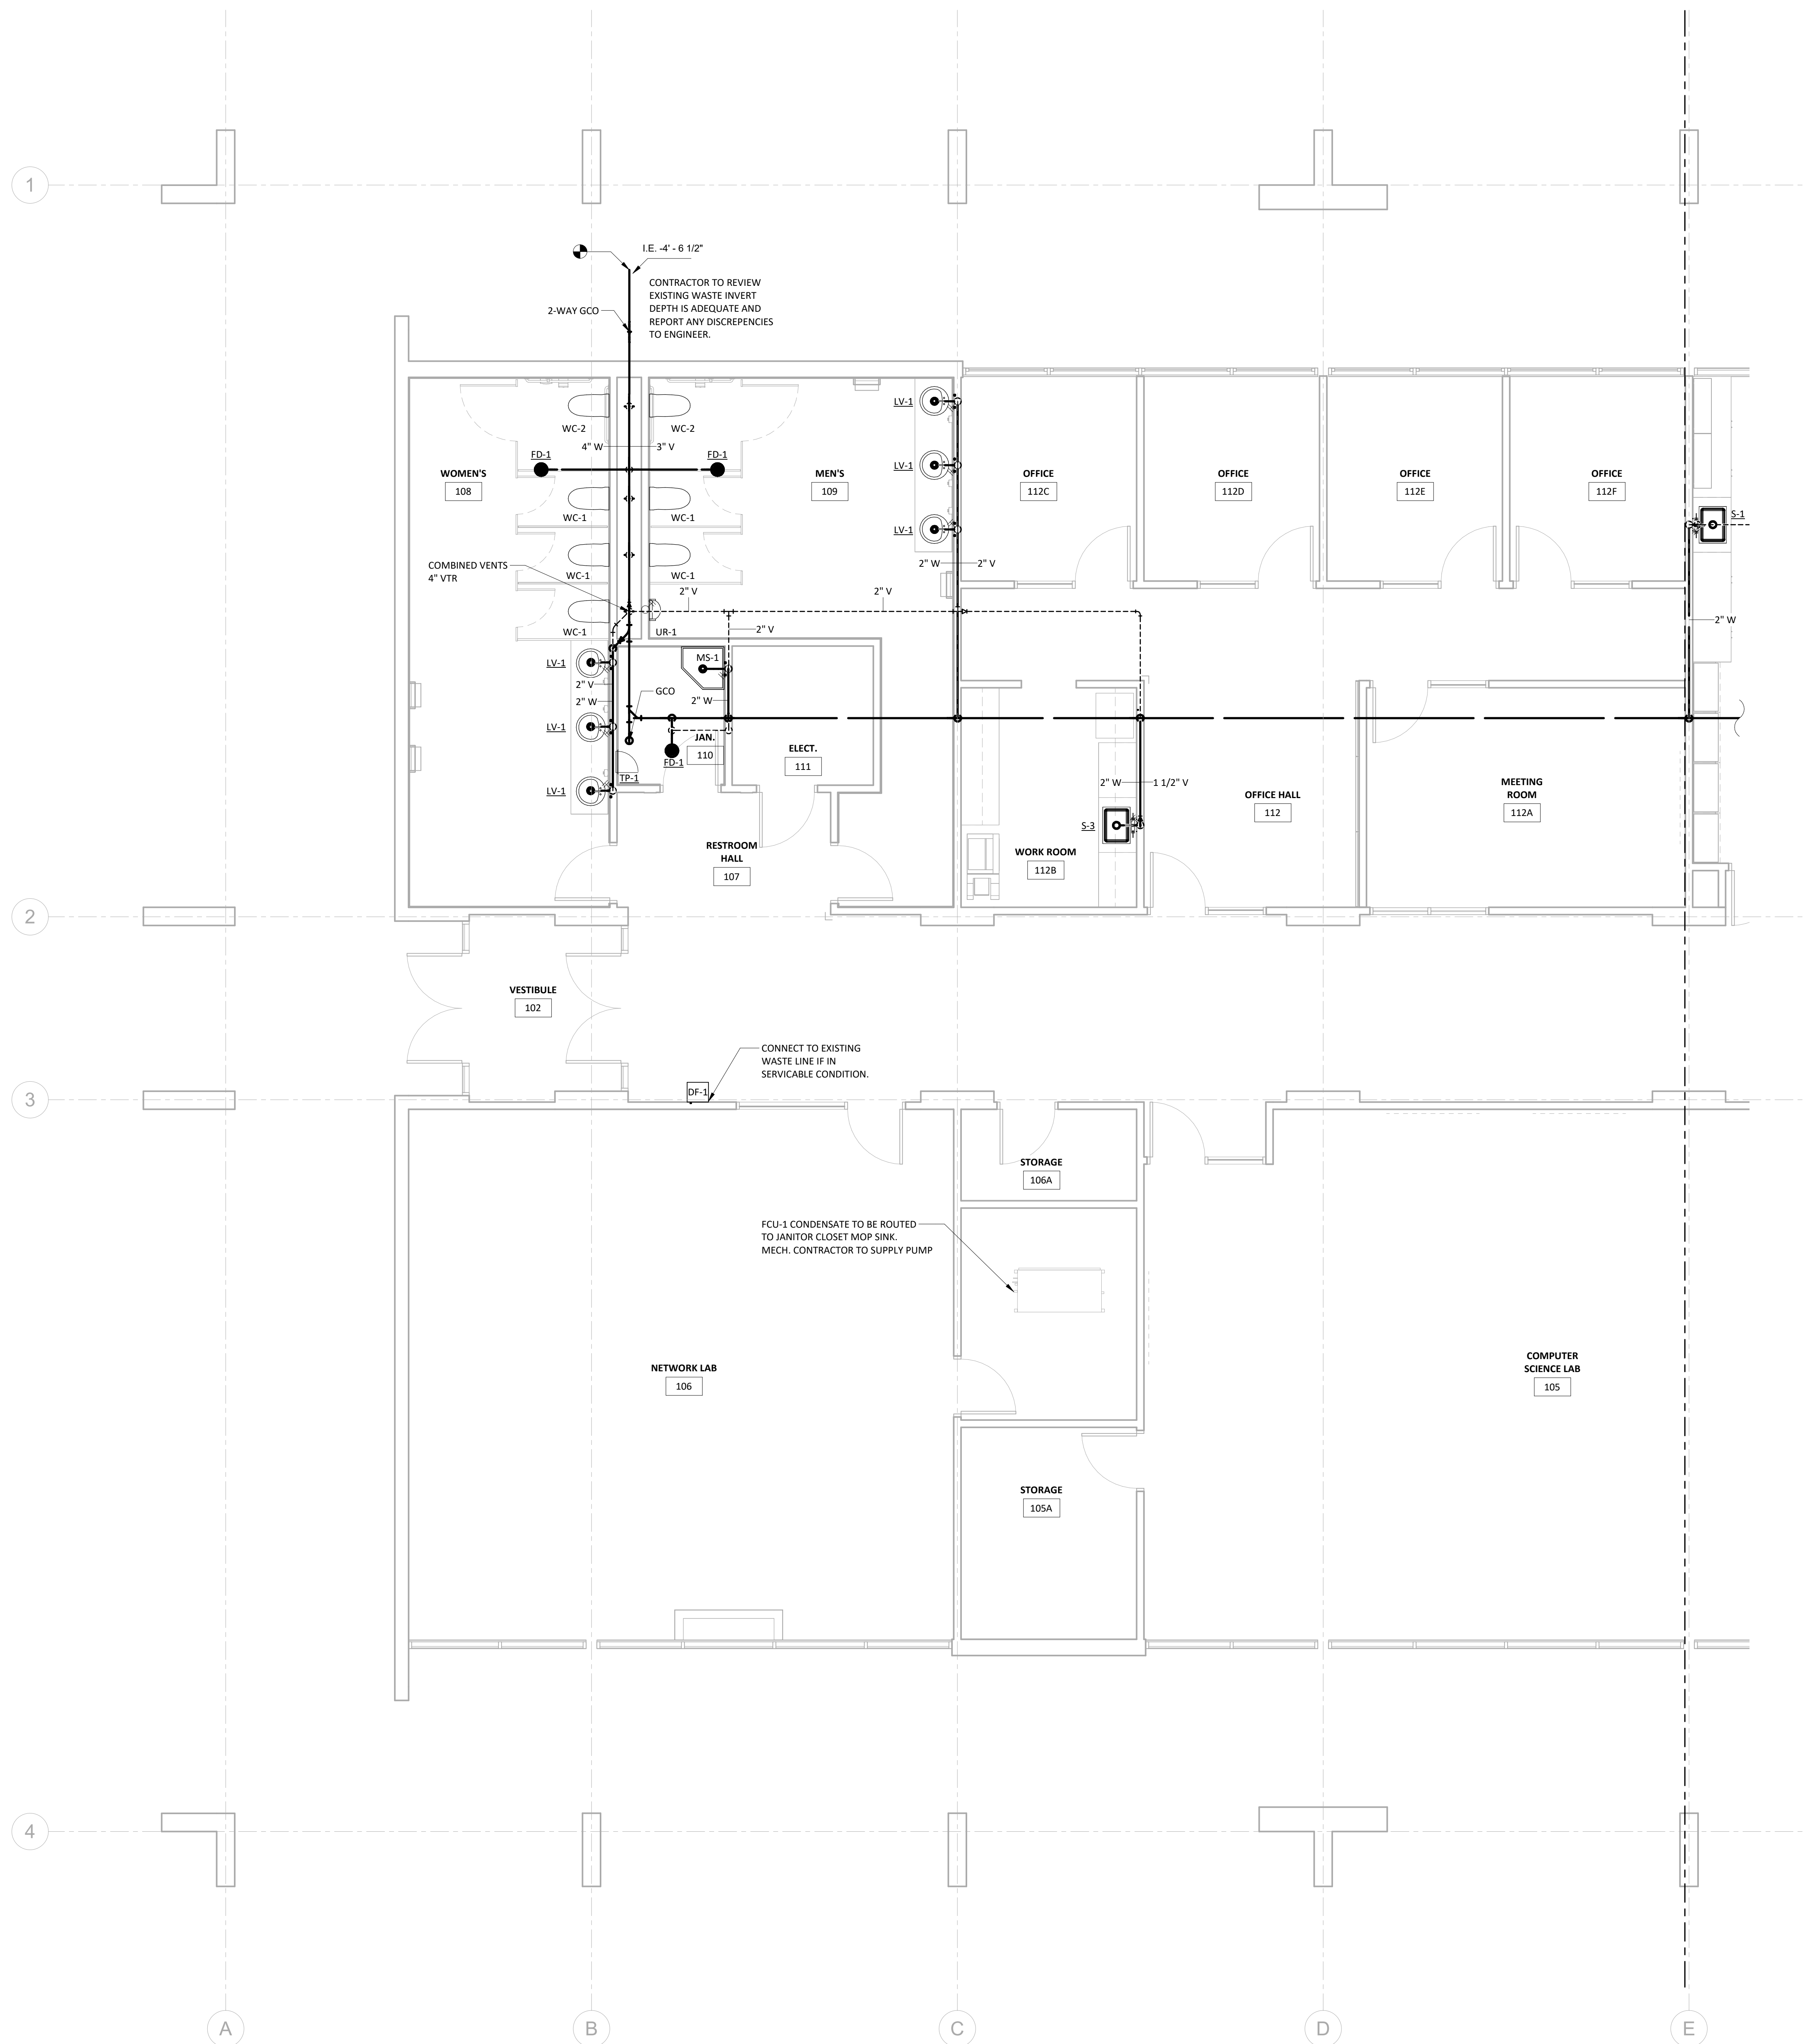 1
I.E. -4' - 6 1/2"
CONTRACTOR TO REVIEW
EXISTING WASTE INVERT
DEPTH IS ADEQUATE AND
REPORT ANY DISCREPENCIES
TO ENGINEER.
2-WAY GCO
LV-1
WC-2
WC-2
4" W
3" V
FD-1
FD-1
LV-1
WOMEN'S
108
MEN'S
109
OFFICE
112C
OFFICE
112D
OFFICE
112E
OFFICE
112F
S-1
WC-1
WC-1
LV-1
COMBINED VENTS
4" VTR
2" W
2" V
WC-1
WC-1
2" V
2" V
2" W
WC-1
UR-1
2" V
LV-1
MS-1
2" V
2" W
GCO
2" W
LV-1
JAN.
110
ELECT.
111
FD-1
TP-1
LV-1
2" W
1 1/2" V
OFFICE HALL
112
MEETING
ROOM
112A
S-3
RESTROOM
HALL
107
WORK ROOM
112B
2
VESTIBULE
102
CONNECT TO EXISTING
WASTE LINE IF IN
SERVICABLE CONDITION.
DF-1
3
STORAGE
106A
FCU-1 CONDENSATE TO BE ROUTED
TO JANITOR CLOSET MOP SINK.
MECH. CONTRACTOR TO SUPPLY PUMP
NETWORK LAB
106
COMPUTER
SCIENCE LAB
105
STORAGE
105A
4
A
B
C
D
E